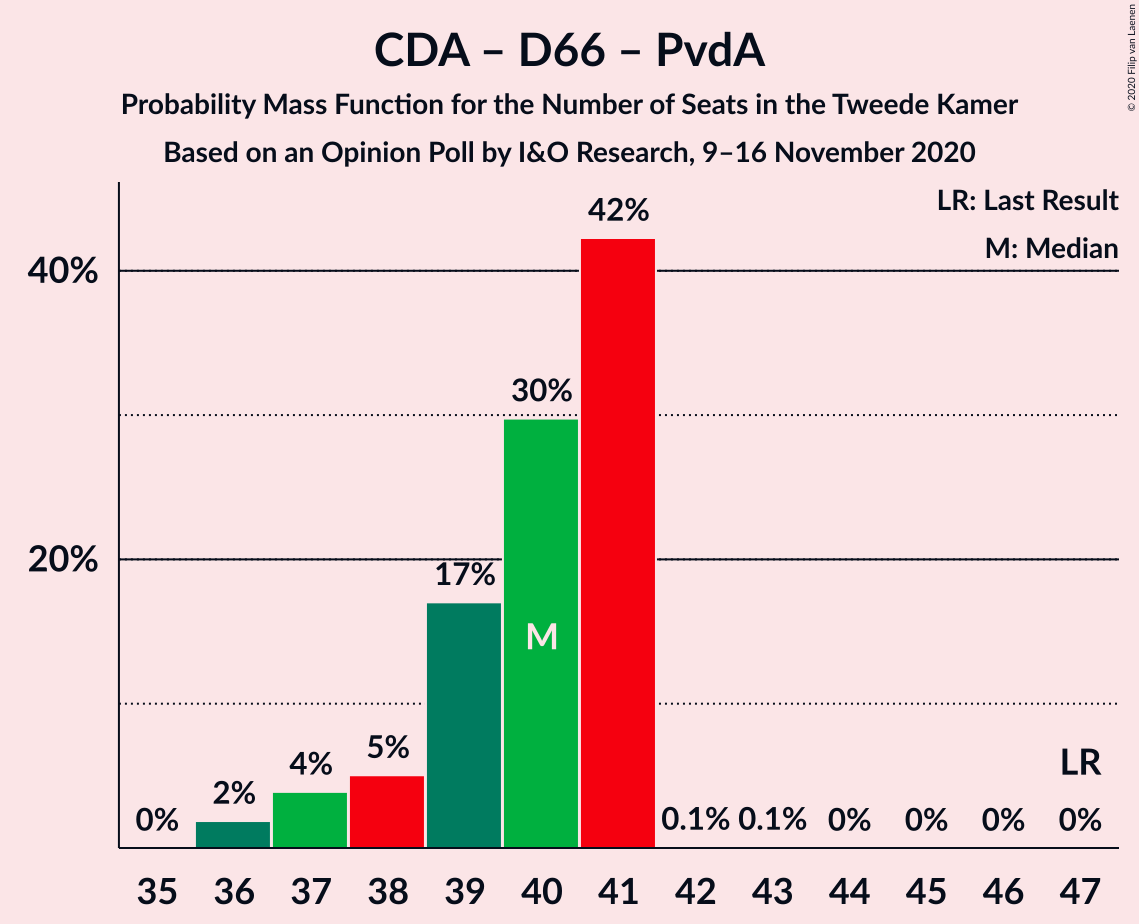 CDA – D66 – PvdA
Probability Mass Function for the Number of Seats in the Tweede Kamer
Based on an Opinion Poll by I&O Research, 9–16 November 2020
© 2020 Filip van Laenen
LR: Last Result
M: Median
40%
20%
0%
2%
4%
5%
17%
30%
42%
0.1%
0.1%
0%
0%
0%
0%
M
LR
35 36 37 38 39 40 41 42 43 44 45 46 47